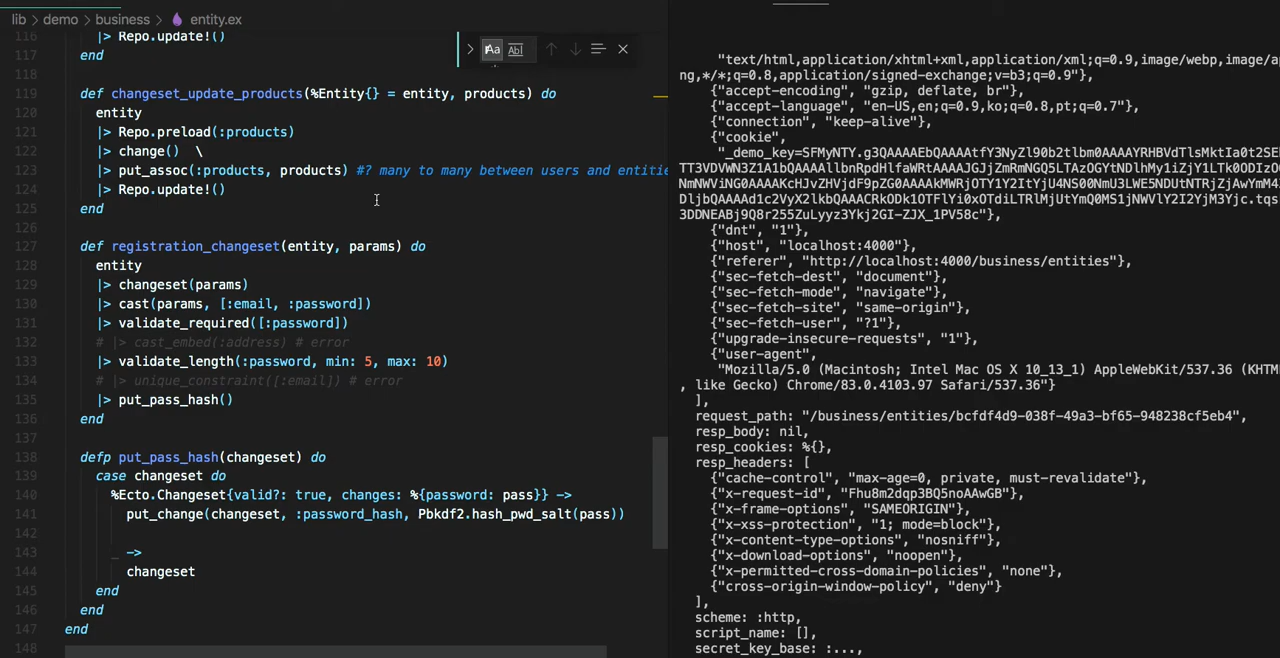 lib > demo > business > entity.ex
116 |> Repo.update!()
117 end
118
119 def changeset_update_products(%Entity{} = entity, products) do
120 entity
121 |> Repo.preload(:products)
122 |> change()  \
123 |> put_assoc(:products, products) #? many to many between users and entitie
124 |> Repo.update!()
125 end
126
127 def registration_changeset(entity, params) do
128 entity
129 |> changeset(params)
130 |> cast(params, [:email, :password])
131 |> validate_required([:password])
132 # |> cast_embed(:address) # error
133 |> validate_length(:password, min: 5, max: 10)
134 # |> unique_constraint([:email]) # error
135 |> put_pass_hash()
136 end
137
138 defp put_pass_hash(changeset) do
139 case changeset do
140 %Ecto.Changeset{valid?: true, changes: %{password: pass}} ->
141 put_change(changeset, :password_hash, Pbkdf2.hash_pwd_salt(pass))
142
143 _ ->
144 changeset
145 end
146 end
147 end
148
Aa Abl
"text/html,application/xhtml+xml,application/xml;q=0.9,image/webp,image/ap
ng,*/*;q=0.8,application/signed-exchange;v=b3;q=0.9"},
{"accept-encoding", "gzip, deflate, br"},
{"accept-language", "en-US,en;q=0.9,ko;q=0.8,pt;q=0.7"},
{"connection", "keep-alive"},
{"cookie",
{"dnt", "1"},
{"host", "localhost:4000"},
{"referer", "http://localhost:4000/business/entities"},
{"sec-fetch-dest", "document"},
{"sec-fetch-mode", "navigate"},
{"sec-fetch-site", "same-origin"},
{"sec-fetch-user", "?1"},
{"upgrade-insecure-requests", "1"},
{"user-agent",
"Mozilla/5.0 (Macintosh; Intel Mac OS X 10_13_1) AppleWebKit/537.36 (KHTM
, like Gecko) Chrome/83.0.4103.97 Safari/537.36"}
],
request_path: "/business/entities/bcfdf4d9-038f-49a3-bf65-948238cf5eb4",
resp_body: nil,
resp_cookies: %{},
resp_headers: [
{"cache-control", "max-age=0, private, must-revalidate"},
{"x-request-id", "Fhu8m2dqp3BQ5noAAwGB"},
{"x-frame-options", "SAMEORIGIN"},
{"x-xss-protection", "1; mode=block"},
{"x-content-type-options", "nosniff"},
{"x-download-options", "noopen"},
{"x-permitted-cross-domain-policies", "none"},
{"cross-origin-window-policy", "deny"}
],
scheme: :http,
script_name: [],
secret_key_base: :...,